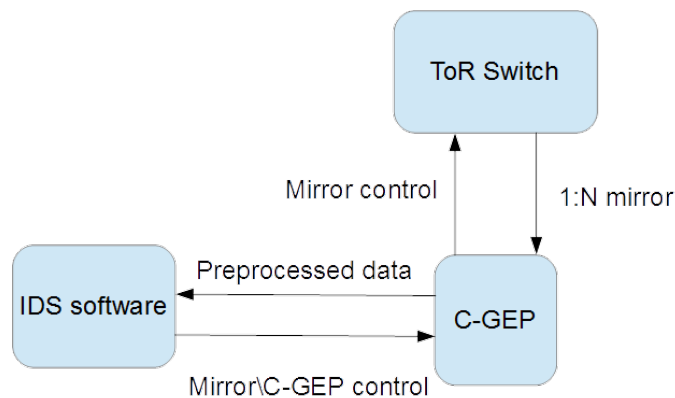 ToR Switch
Mirror control
1:N mirror
Preprocessed data
IDS software
C-GEP
Mirror\C-GEP control